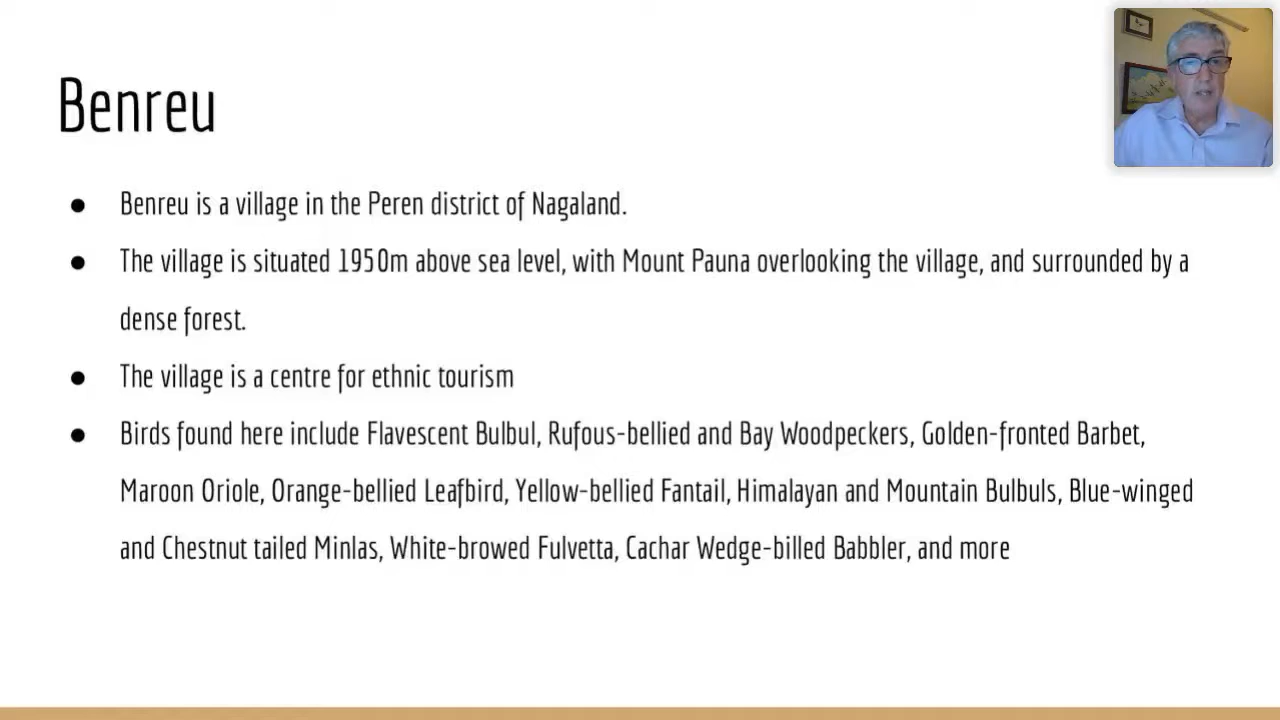 Benreu
● Benreu is a village in the Peren district of Nagaland.
● The village is situated 1950m above sea level, with Mount Pauna overlooking the village, and surrounded by a
dense forest.
● The village is a centre for ethnic tourism
● Birds found here include Flavescent Bulbul, Rufous-bellied and Bay Woodpeckers, Golden-fronted Barbet,
Maroon Oriole, Orange-bellied Leafbird, Yellow-bellied Fantail, Himalayan and Mountain Bulbuls, Blue-winged
and Chestnut tailed Minlas, White-browed Fulvetta, Cachar Wedge-billed Babbler, and more